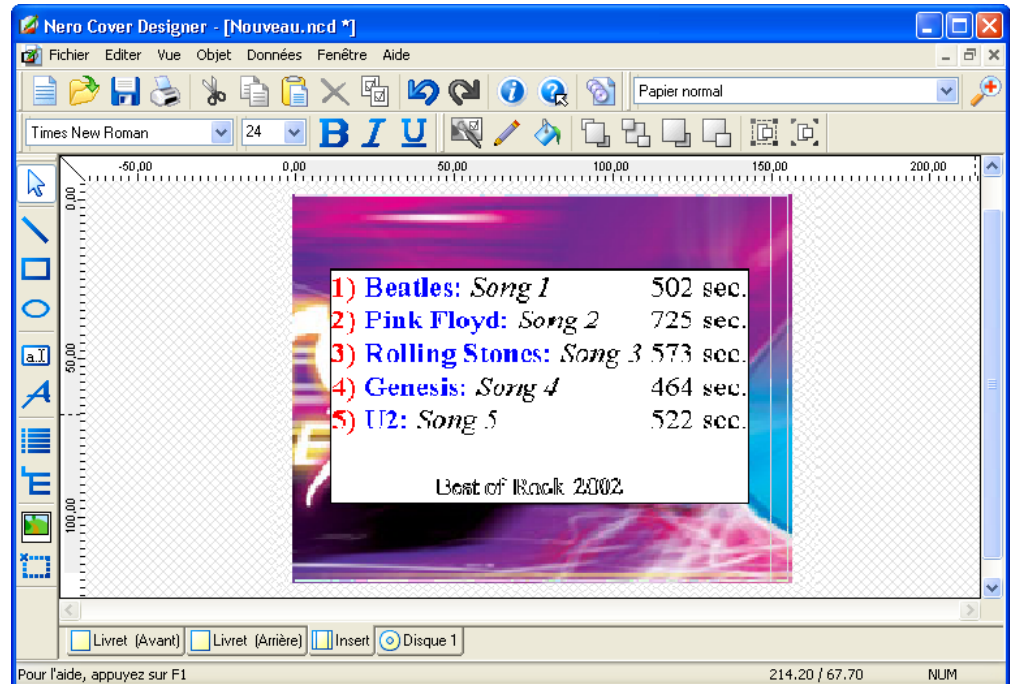 Nero Cover Designer - [Nouveau.ncd *]
Fichier Editer Vue Objet Données Fenêtre Aide
Papier normal
Times New Roman 24 B I U
-50,00 0,00 50,00 100,00 150,00 200,00
0,00
50,00
100,00
a.I
A
E
1) Beatles: Song 1 502 sec.
2) Pink Floyd: Song 2 725 sec.
3) Rolling Stones: Song 3 573 sec.
4) Genesis: Song 4 464 sec.
5) U2: Song 5 522 sec.
Best of Rock 2002
Livret (Avant) Livret (Arrière) Insert Disque 1
Pour l'aide, appuyez sur F1 214.20 / 67.70 NUM